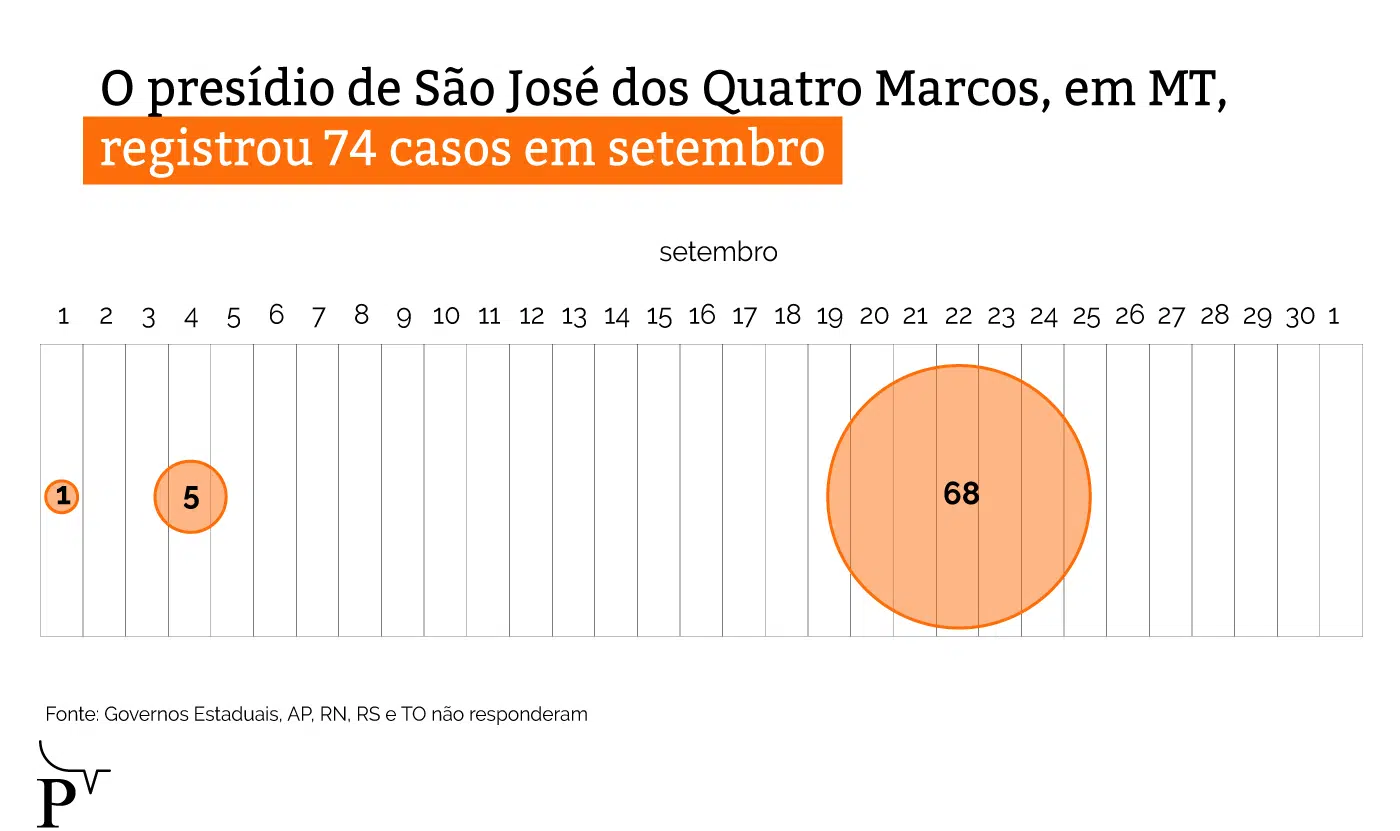 O presídio de São José dos Quatro Marcos, em MT,
registrou 74 casos em setembro
setembro
1 2 3 4 5 6 7 8 9 10 11 12 13 14 15 16 17 18 19 20 21 22 23 24 25 26 27 28 29 30 1
1 5 68
Fonte: Governos Estaduais, AP, RN, RS e TO não responderam
P